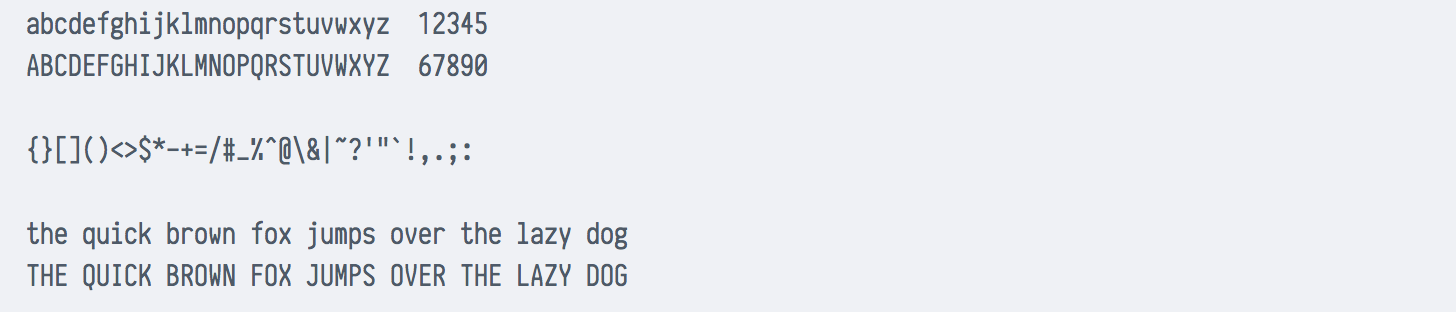 abcdefghijklmnopqrstuvwxyz  12345
ABCDEFGHIJKLMNOPQRSTUVWXYZ  67890
{}[]()<>$*-+=/#_%^@\&|~?'"`!,.;:
the quick brown fox jumps over the lazy dog
THE QUICK BROWN FOX JUMPS OVER THE LAZY DOG